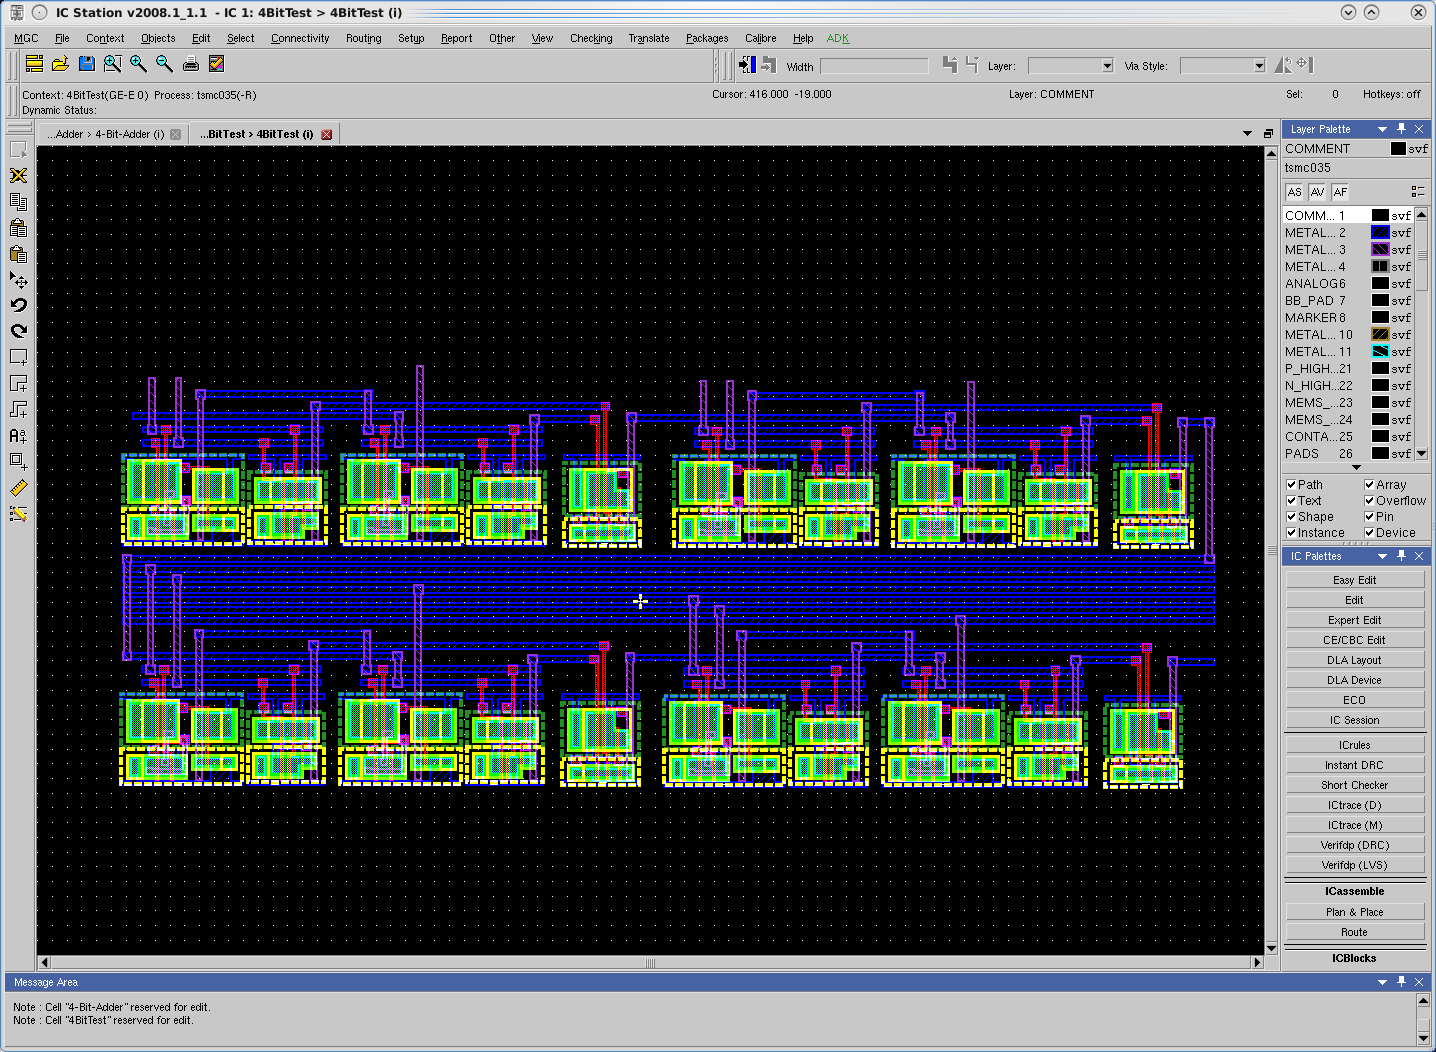 IC Station v2008.1_1.1 - IC 1: 4BitTest > 4BitTest (i)
MGC File Context Objects Edit Select Connectivity Routing Setup Report Other View Checking Translate Packages Calibre Help ADK
Width Layer: Via Style:
Context: 4BitTest(GE-E 0) Process: tsmc035(-R) Cursor: 416.000 -19.000 Layer: COMMENT Sel: 0 Hotkeys: off
Dynamic Status:
...Adder > 4-Bit-Adder (i) ...BitTest > 4BitTest (i)
Layer Palette
COMMENT svf
tsmc035
AS AV AF
COMM... 1 svf
METAL... 2 svf
METAL... 3 svf
METAL... 4 svf
ANALOG 6 svf
BB_PAD 7 svf
MARKER 8 svf
METAL... 10 svf
METAL... 11 svf
P_HIGH... 21 svf
N_HIGH... 22 svf
MEMS_... 23 svf
MEMS_... 24 svf
CONTA... 25 svf
PADS 26 svf
Path Array
Text Overflow
Shape Pin
Instance Device
IC Palettes
Easy Edit
Edit
Expert Edit
CE/CBC Edit
DLA Layout
DLA Device
ECO
IC Session
ICrules
Instant DRC
Short Checker
ICtrace (D)
ICtrace (M)
Verifdp (DRC)
Verifdp (LVS)
ICassemble
Plan & Place
Route
ICBlocks
Message Area
Note : Cell "4-Bit-Adder" reserved for edit.
Note : Cell "4BitTest" reserved for edit.